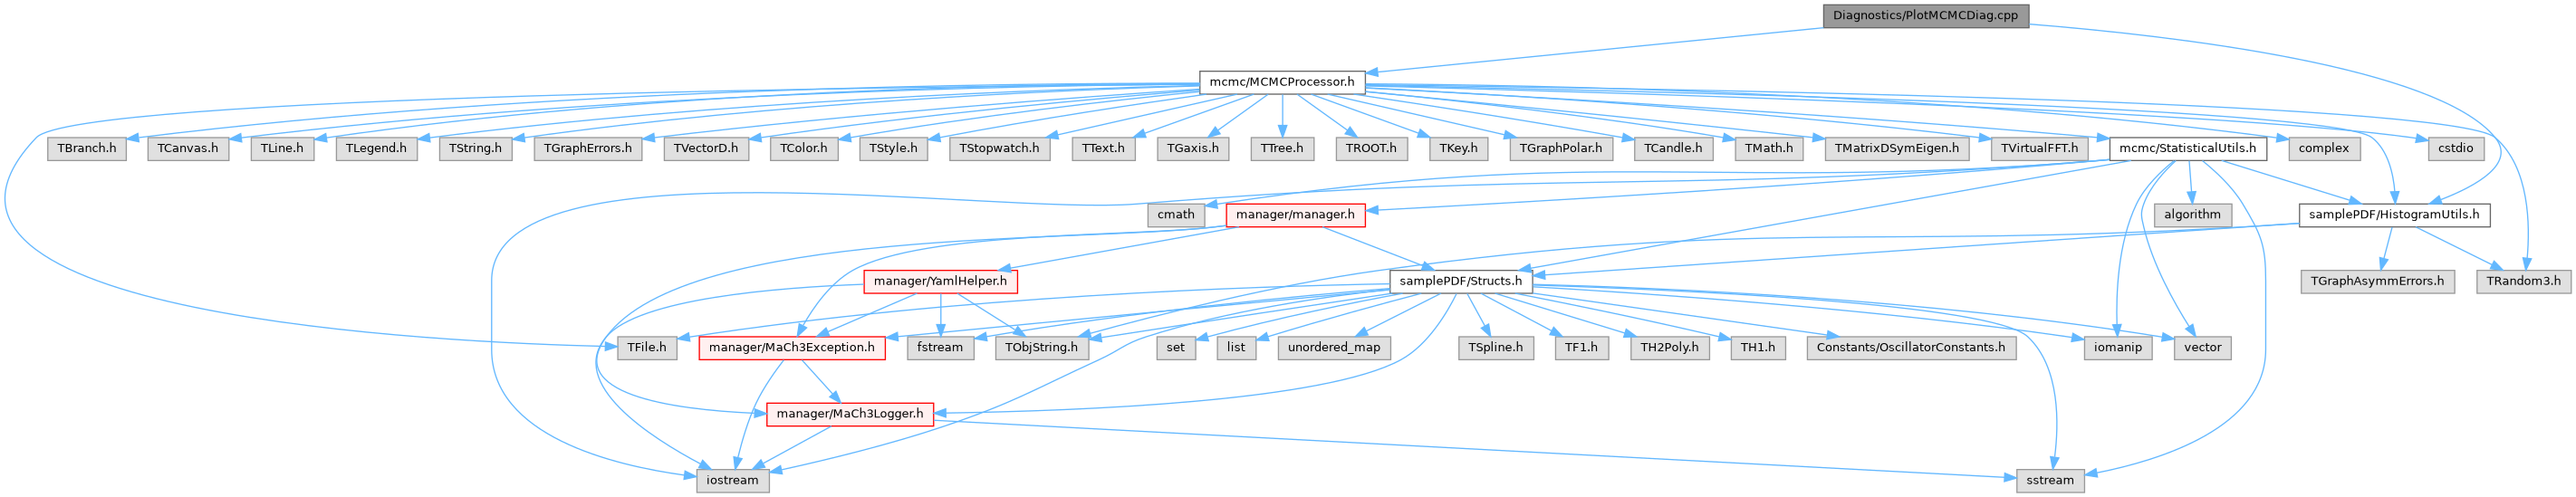 Diagnostics/PlotMCMCDiag.cpp
mcmc/MCMCProcessor.h
TBranch.h
TCanvas.h
TLine.h
TLegend.h
TString.h
TGraphErrors.h
TVectorD.h
TColor.h
TStyle.h
TStopwatch.h
TText.h
TGaxis.h
TTree.h
TROOT.h
TKey.h
TGraphPolar.h
TCandle.h
TMath.h
TMatrixDSymEigen.h
TVirtualFFT.h
mcmc/StatisticalUtils.h
complex
cstdio
cmath
manager/manager.h
algorithm
samplePDF/HistogramUtils.h
manager/YamlHelper.h
samplePDF/Structs.h
TGraphAsymmErrors.h
TRandom3.h
TFile.h
manager/MaCh3Exception.h
fstream
TObjString.h
set
list
unordered_map
TSpline.h
TF1.h
TH2Poly.h
TH1.h
Constants/OscillatorConstants.h
iomanip
vector
manager/MaCh3Logger.h
iostream
sstream